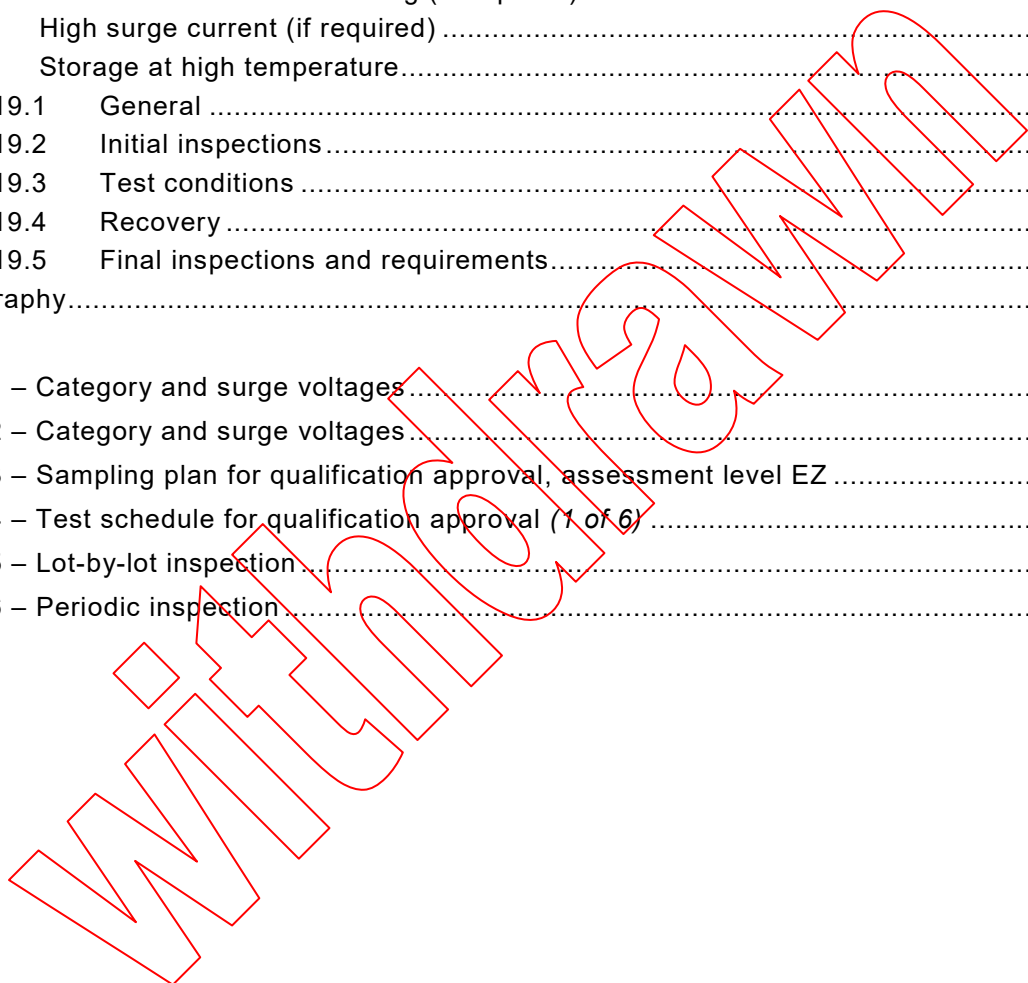 High surge current (if required)
Storage at high temperature
19.1 General
19.2 Initial inspections
19.3 Test conditions
19.4 Recovery
19.5 Final inspections and requirements
raphy
– Category and surge voltages
– Category and surge voltages
– Sampling plan for qualification approval, assessment level EZ
– Test schedule for qualification approval (1 of 6)
– Lot-by-lot inspection
– Periodic inspection
withdrawn